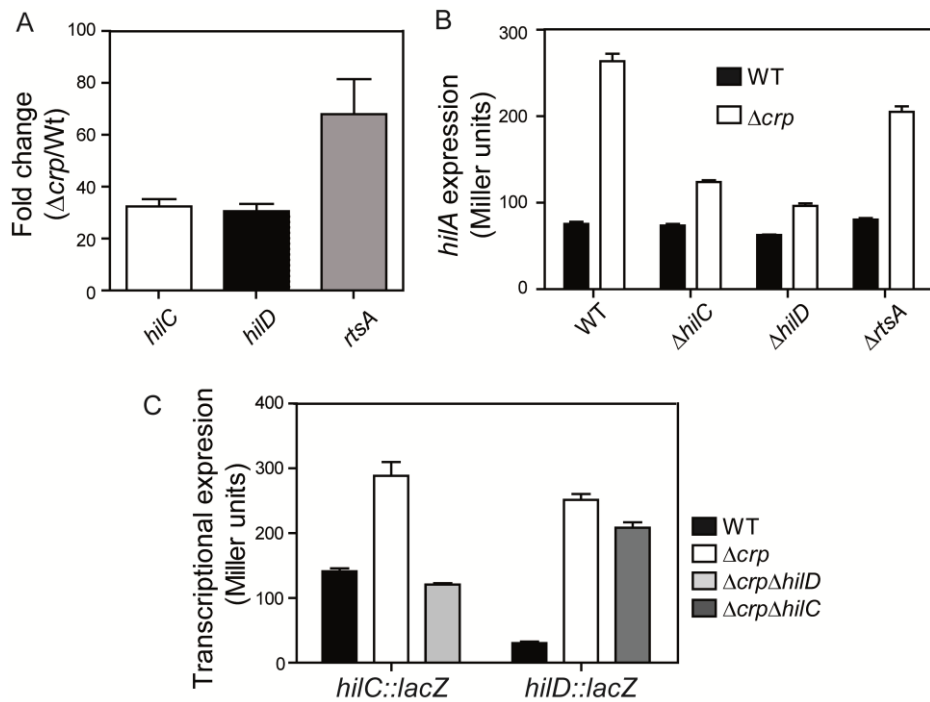 A
Fold change
(Δcrp/Wt)
100
80
60
40
20
0
hilC
hilD
rtsA
B
hilA expression
(Miller units)
300
200
100
0
WT
Δcrp
WT
ΔhilC
ΔhilD
ΔrtsA
C
Transcriptional expresion
(Miller units)
400
300
200
100
0
hilC::lacZ
hilD::lacZ
WT
Δcrp
ΔcrpΔhilD
ΔcrpΔhilC